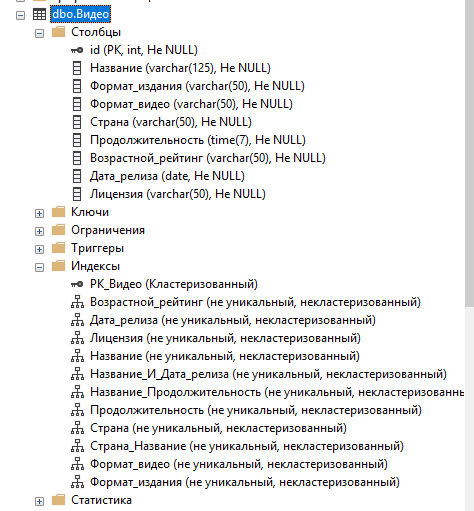 dbo.Видео
Столбцы
id (PK, int, Не NULL)
Название (varchar(125), Не NULL)
Формат_издания (varchar(50), Не NULL)
Формат_видео (varchar(50), Не NULL)
Страна (varchar(50), Не NULL)
Продолжительность (time(7), Не NULL)
Возрастной_рейтинг (varchar(50), Не NULL)
Дата_релиза (date, Не NULL)
Лицензия (varchar(50), Не NULL)
Ключи
Ограничения
Триггеры
Индексы
PK_Видео (Кластеризованный)
Возрастной_рейтинг (не уникальный, некластеризованный)
Дата_релиза (не уникальный, некластеризованный)
Лицензия (не уникальный, некластеризованный)
Название (не уникальный, некластеризованный)
Название_И_Дата_релиза (не уникальный, некластеризованный)
Название_Продолжительность (не уникальный, некластеризованн
Продолжительность (не уникальный, некластеризованный)
Страна (не уникальный, некластеризованный)
Страна_Название (не уникальный, некластеризованный)
Формат_видео (не уникальный, некластеризованный)
Формат_издания (не уникальный, некластеризованный)
Статистика